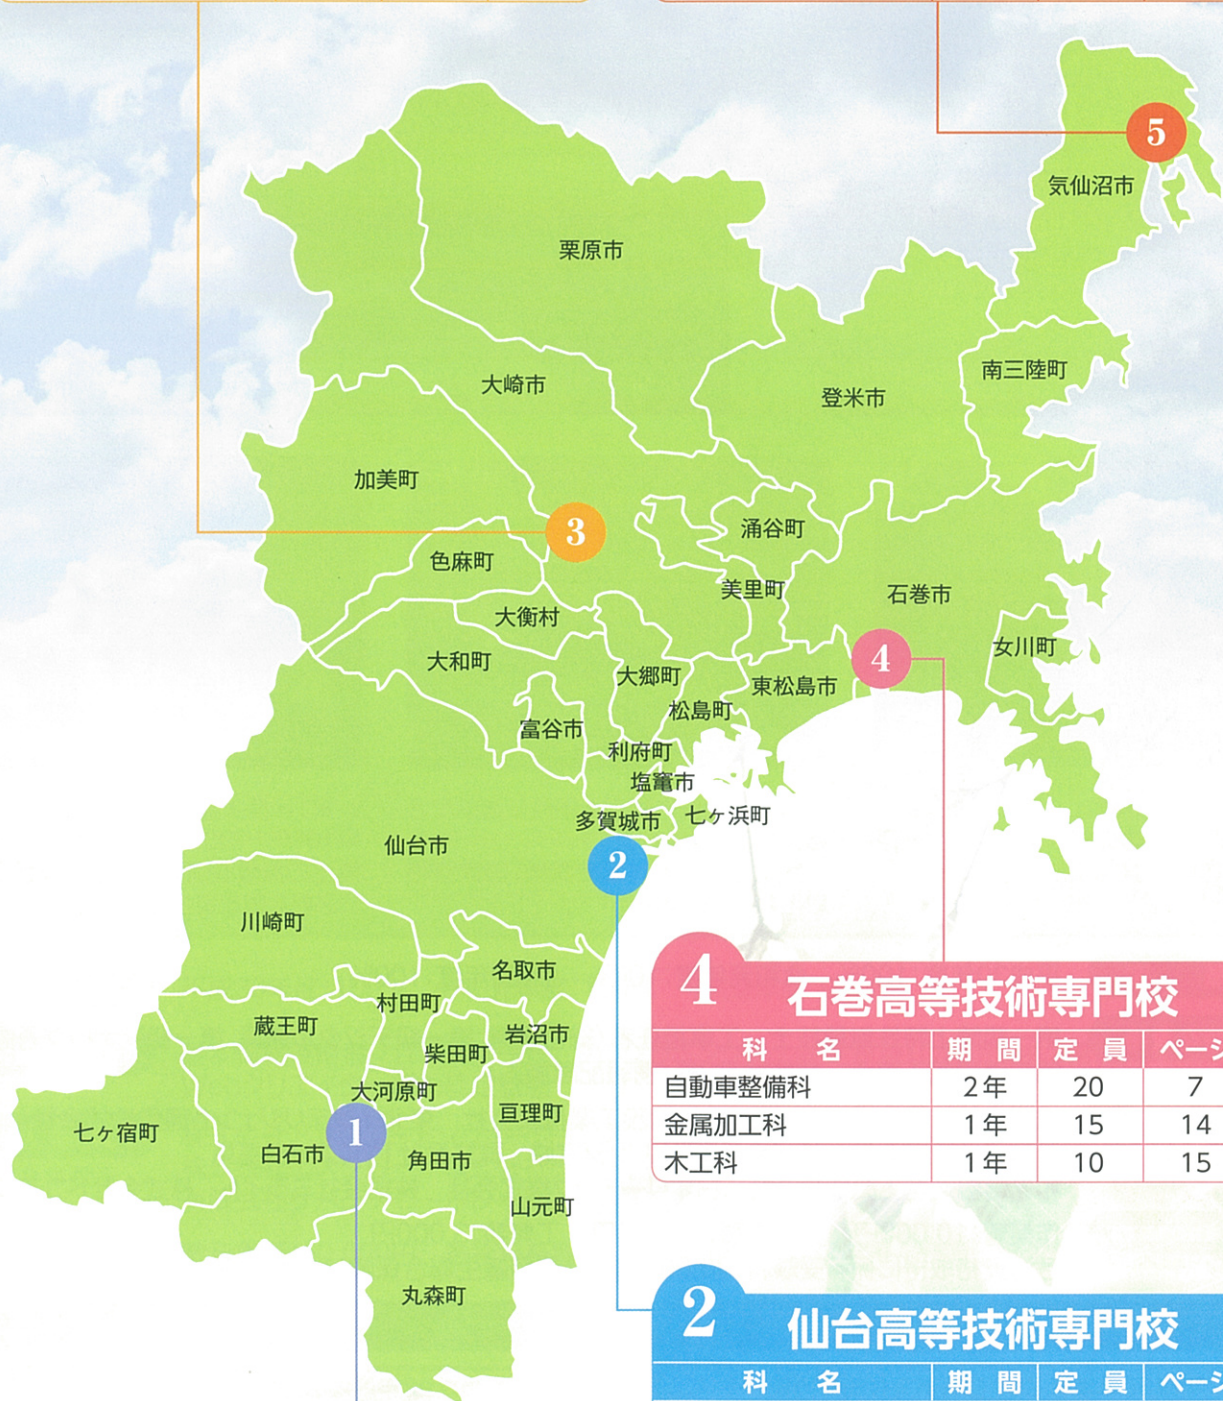 5
気仙沼市
栗原市
南三陸町
大崎市
登米市
加美町
3
涌谷町
色麻町
美里町
石巻市
大衡村
女川町
大和町
4
大郷町
東松島市
松島町
富谷市
利府町
塩竈市
七ヶ浜町
多賀城市
仙台市
2
川崎町
名取市
村田町
蔵王町
岩沼市
柴田町
大河原町
亘理町
七ヶ宿町
1
白石市
角田市
山元町
丸森町
4 石巻高等技術専門校
科 名 期 間 定 員 ペー
自動車整備科 2年 20 7
金属加工科 1年 15 14
木工科 1年 10 15
2 仙台高等技術専門校
科 名 期 間 定 員 ペー